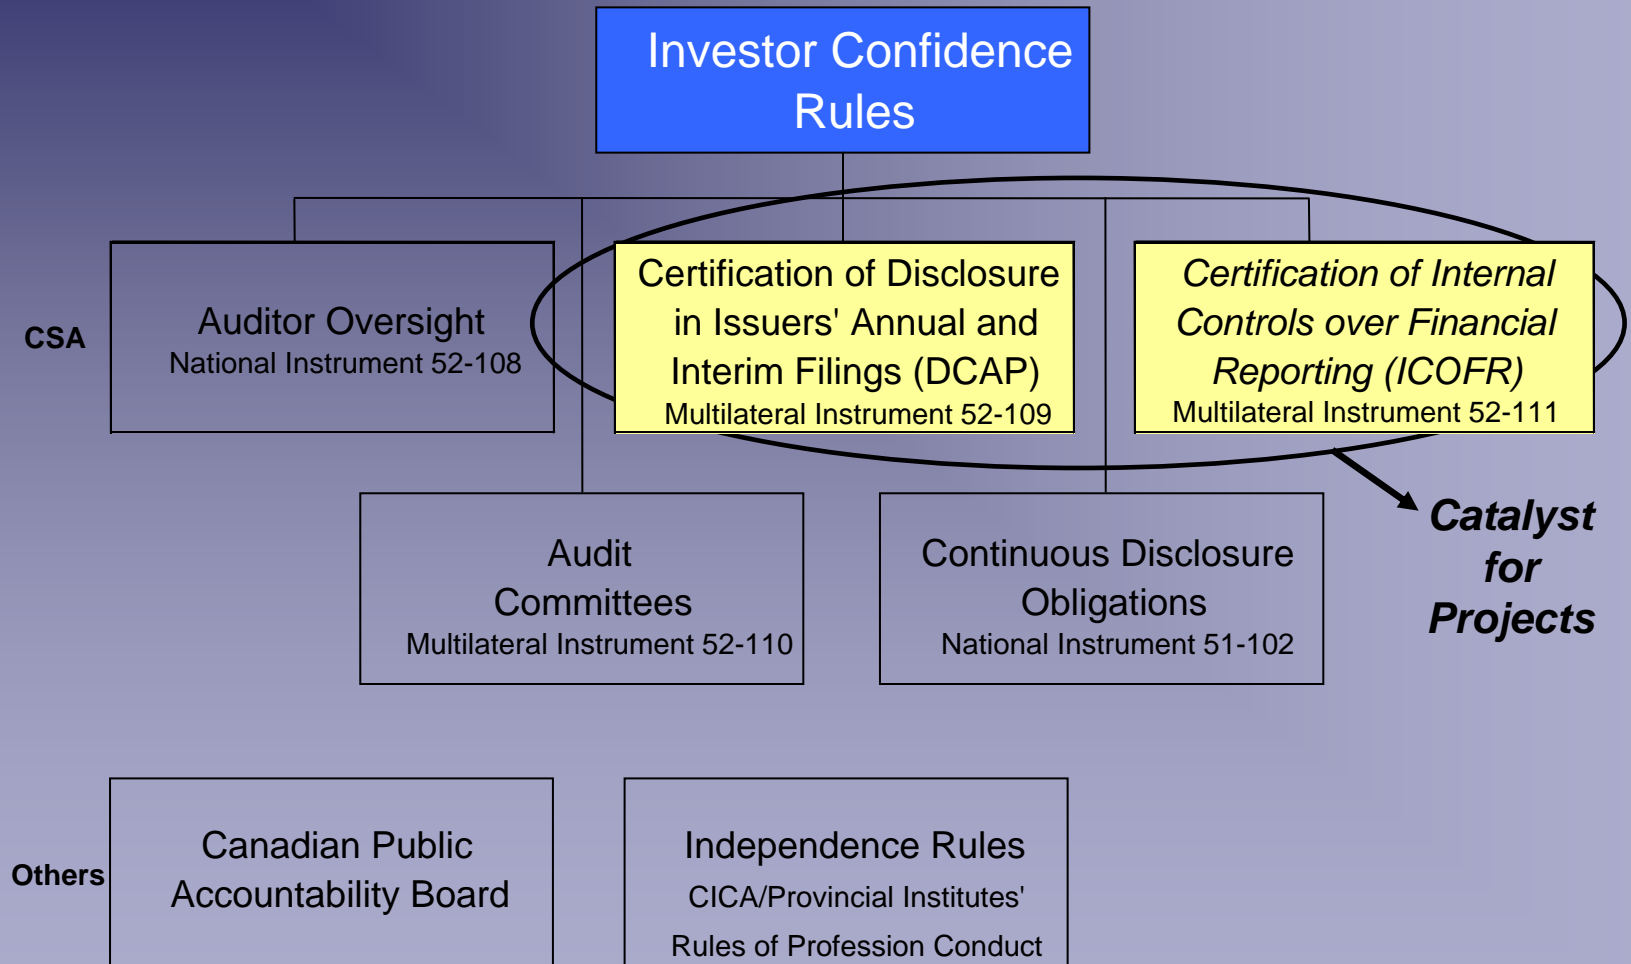 Investor Confidence
Rules
CSA
Auditor Oversight
National Instrument 52-108
Certification of Disclosure
in Issuers' Annual and
Interim Filings (DCAP)
Multilateral Instrument 52-109
Certification of Internal
Controls over Financial
Reporting (ICOFR)
Multilateral Instrument 52-111
Audit
Committees
Multilateral Instrument 52-110
Continuous Disclosure
Obligations
National Instrument 51-102
Catalyst
for
Projects
Others
Canadian Public
Accountability Board
Independence Rules
CICA/Provincial Institutes'
Rules of Profession Conduct